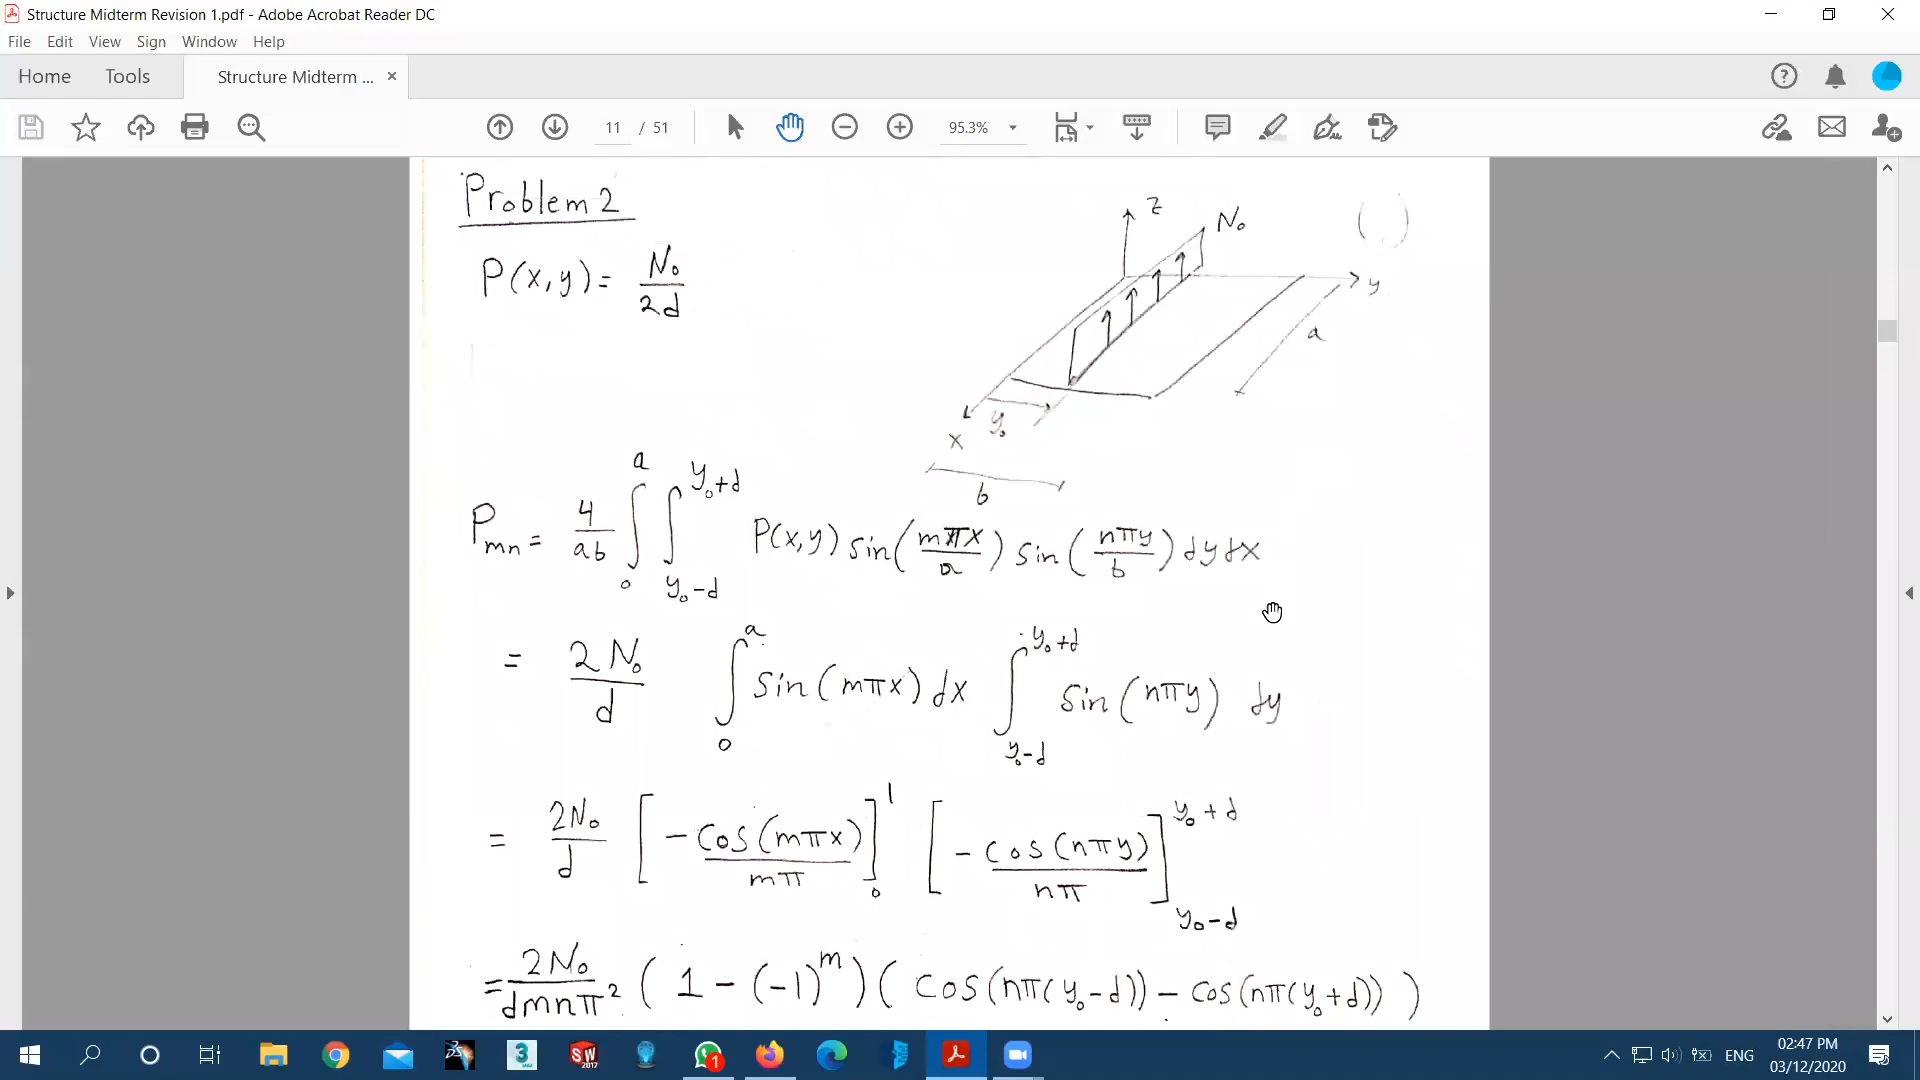 Structure Midterm Revision 1.pdf - Adobe Acrobat Reader DC
File Edit View Sign Window Help
Home Tools Structure Midterm ... ×
11 / 51 95.3%
Problem 2
P(x,y) = N₀/2d
z
N₀
y
a
x
y₀
b
Pmn = 4/ab ∫₀^a ∫_{y₀-d}^{y₀+d} P(x,y) sin(mπx/a) sin(nπy/b) dy dx
= 2N₀/d ∫₀^a sin(mπx) dx ∫_{y₀-d}^{y₀+d} sin(nπy) dy
= 2N₀/d [-cos(mπx)/mπ]₀^1 [-cos(nπy)/nπ]_{y₀-d}^{y₀+d}
= 2N₀/dmnπ² (1-(-1)^m)(cos(nπ(y₀-d)) - cos(nπ(y₀+d)))
3
SW
2017
1
ENG
02:47 PM
03/12/2020